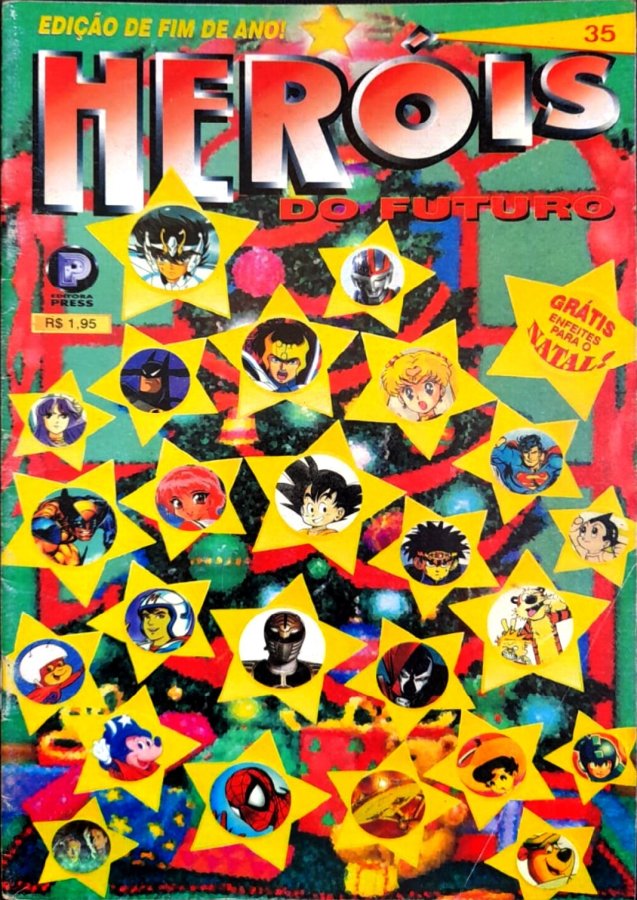 EDIÇÃO DE FIM DE ANO!
35
HERÓIS
DO FUTURO
P
EDITORA
PRESS
R$ 1,95
GRÁTIS
ENFEITES
PARA O
NATAL!